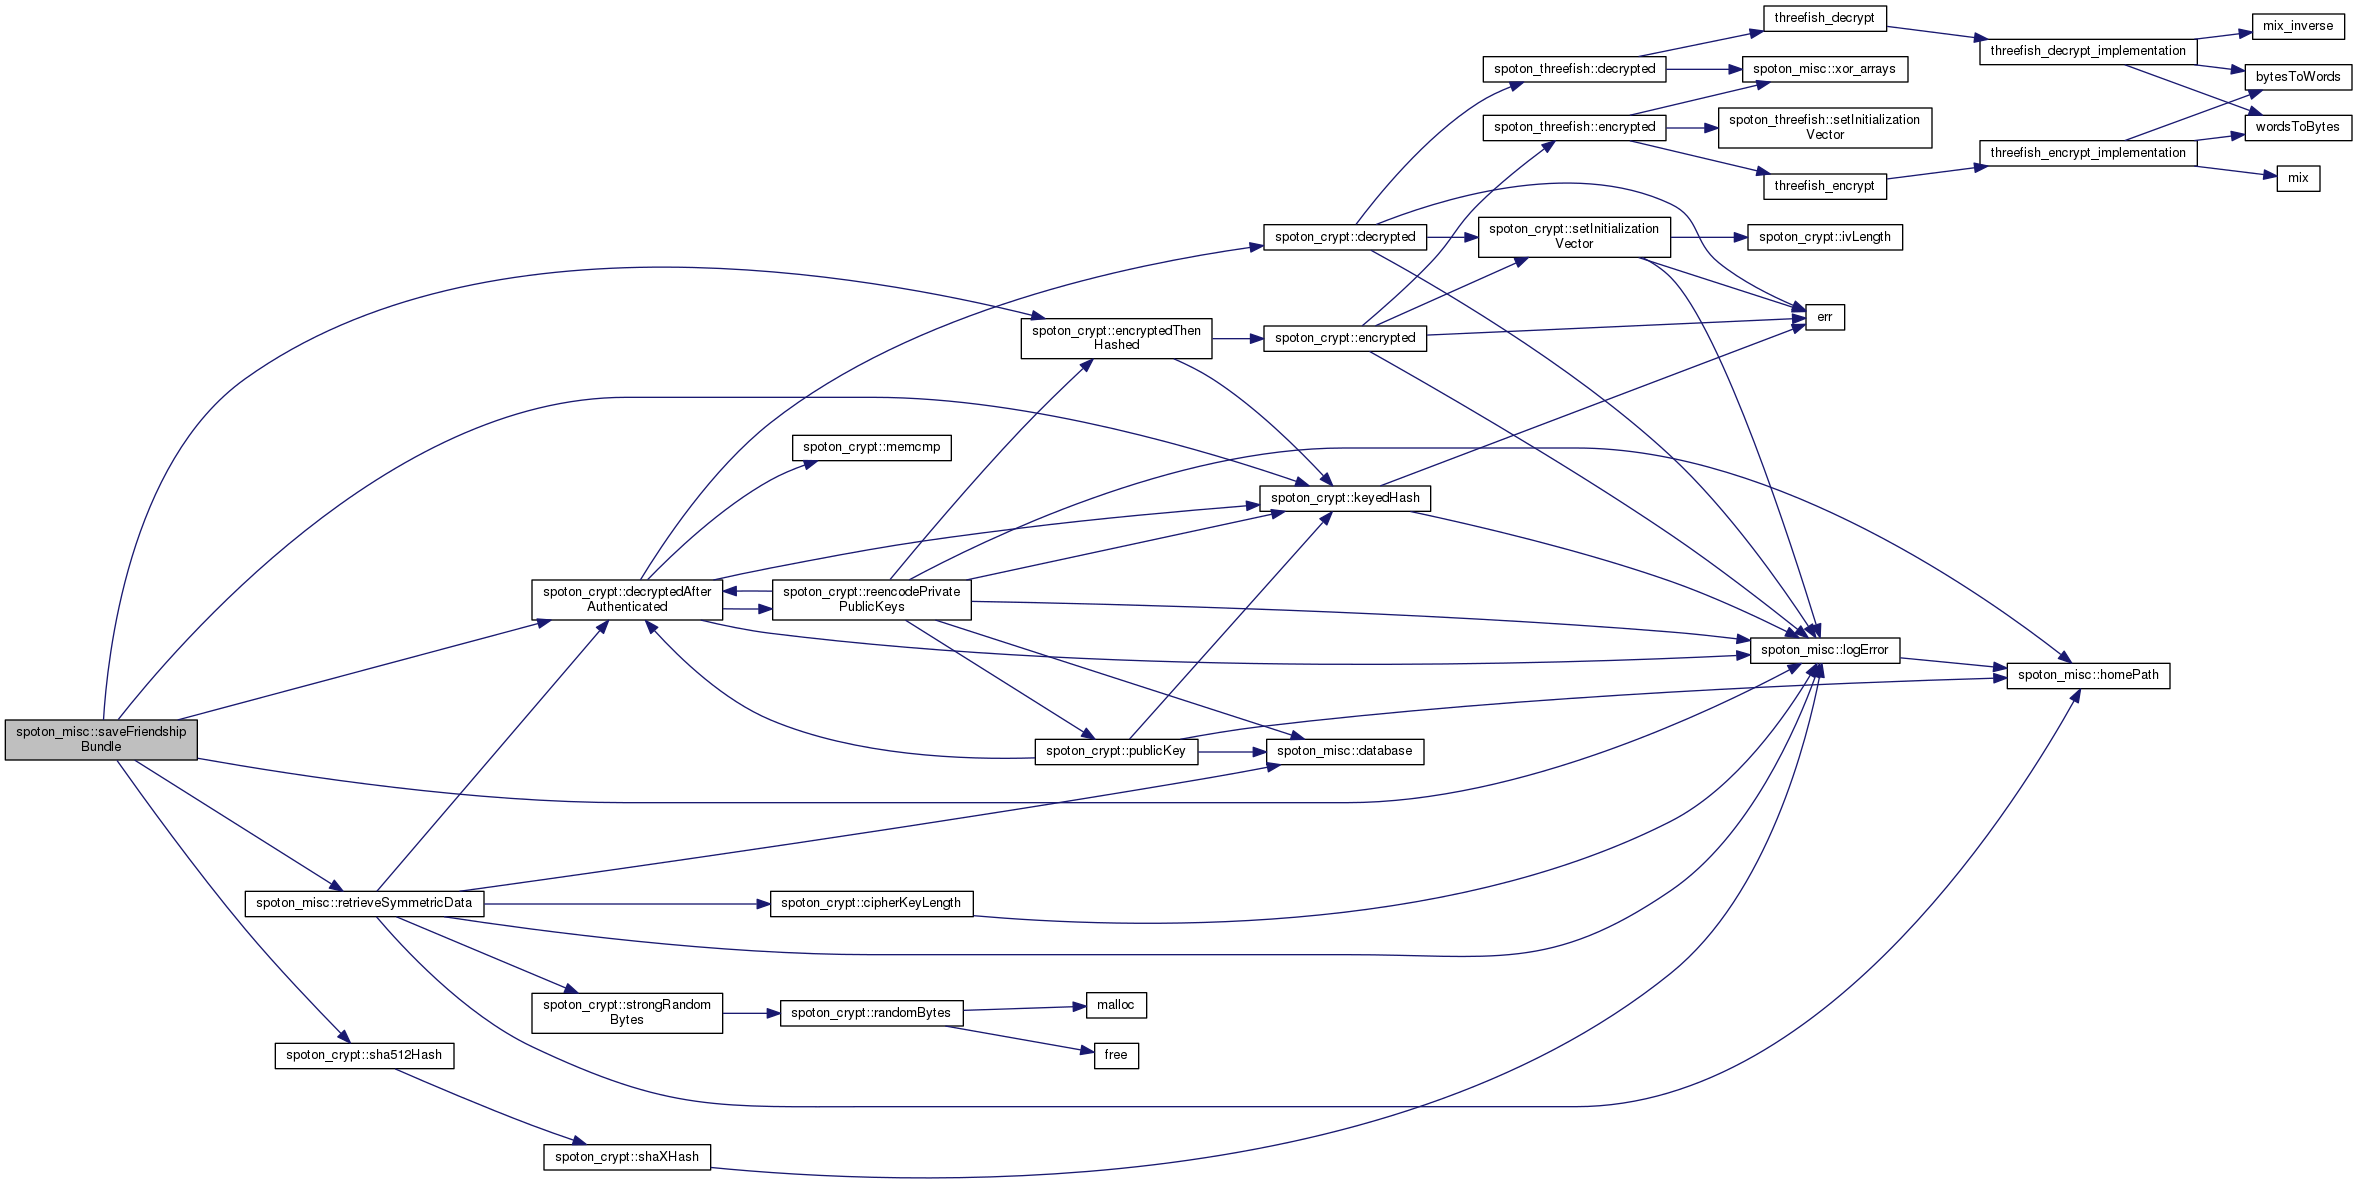 threefish_decrypt
mix_inverse
threefish_decrypt_implementation
spoton_threefish::decrypted
spoton_misc::xor_arrays
bytesToWords
spoton_threefish::encrypted
spoton_threefish::setInitialization
Vector
wordsToBytes
threefish_encrypt_implementation
threefish_encrypt
mix
spoton_crypt::decrypted
spoton_crypt::setInitialization
Vector
spoton_crypt::ivLength
err
spoton_crypt::encryptedThen
Hashed
spoton_crypt::encrypted
spoton_crypt::memcmp
spoton_crypt::keyedHash
spoton_crypt::decryptedAfter
Authenticated
spoton_crypt::reencodePrivate
PublicKeys
spoton_misc::logError
spoton_misc::homePath
spoton_misc::saveFriendship
Bundle
spoton_crypt::publicKey
spoton_misc::database
spoton_misc::retrieveSymmetricData
spoton_crypt::cipherKeyLength
spoton_crypt::strongRandom
Bytes
spoton_crypt::randomBytes
malloc
free
spoton_crypt::sha512Hash
spoton_crypt::shaXHash